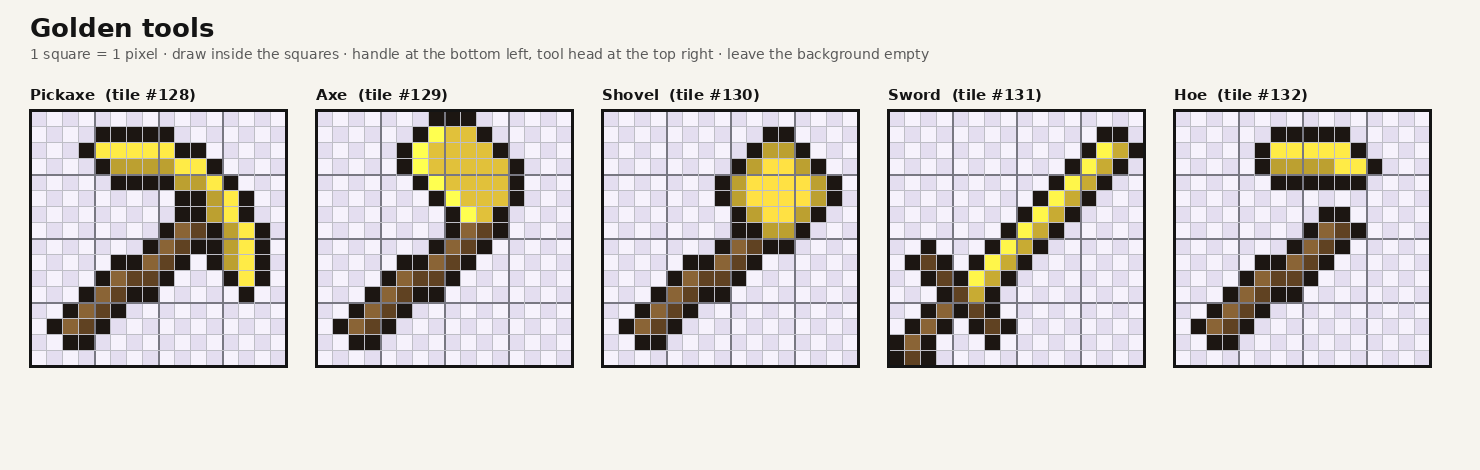 Golden tools
1 square = 1 pixel · draw inside the squares · handle at the bottom left, tool head at the top right · leave the background empty
Pickaxe (tile #128)
Axe (tile #129)
Shovel (tile #130)
Sword (tile #131)
Hoe (tile #132)